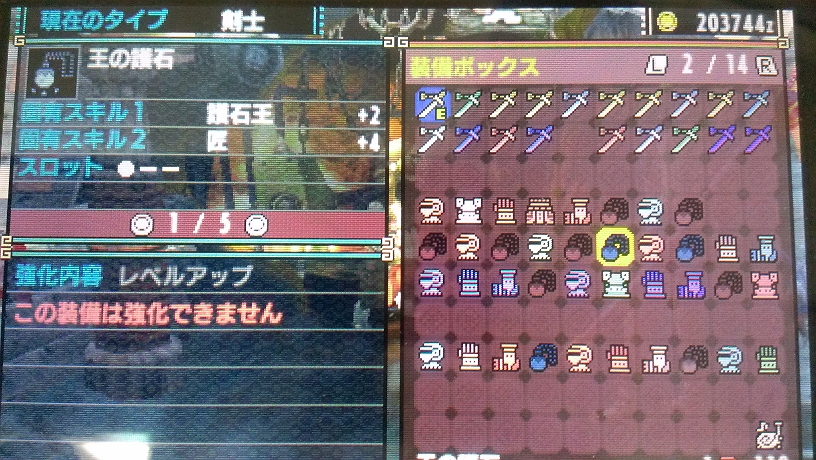 現在のタイプ 剣士
王の護石
固有スキル1 護石王 +2
固有スキル2 匠 +4
スロット ●ーー
1 / 5
強化内容 レベルアップ
この装備は強化できません
203744z
装備ボックス L 2 / 14 R
E